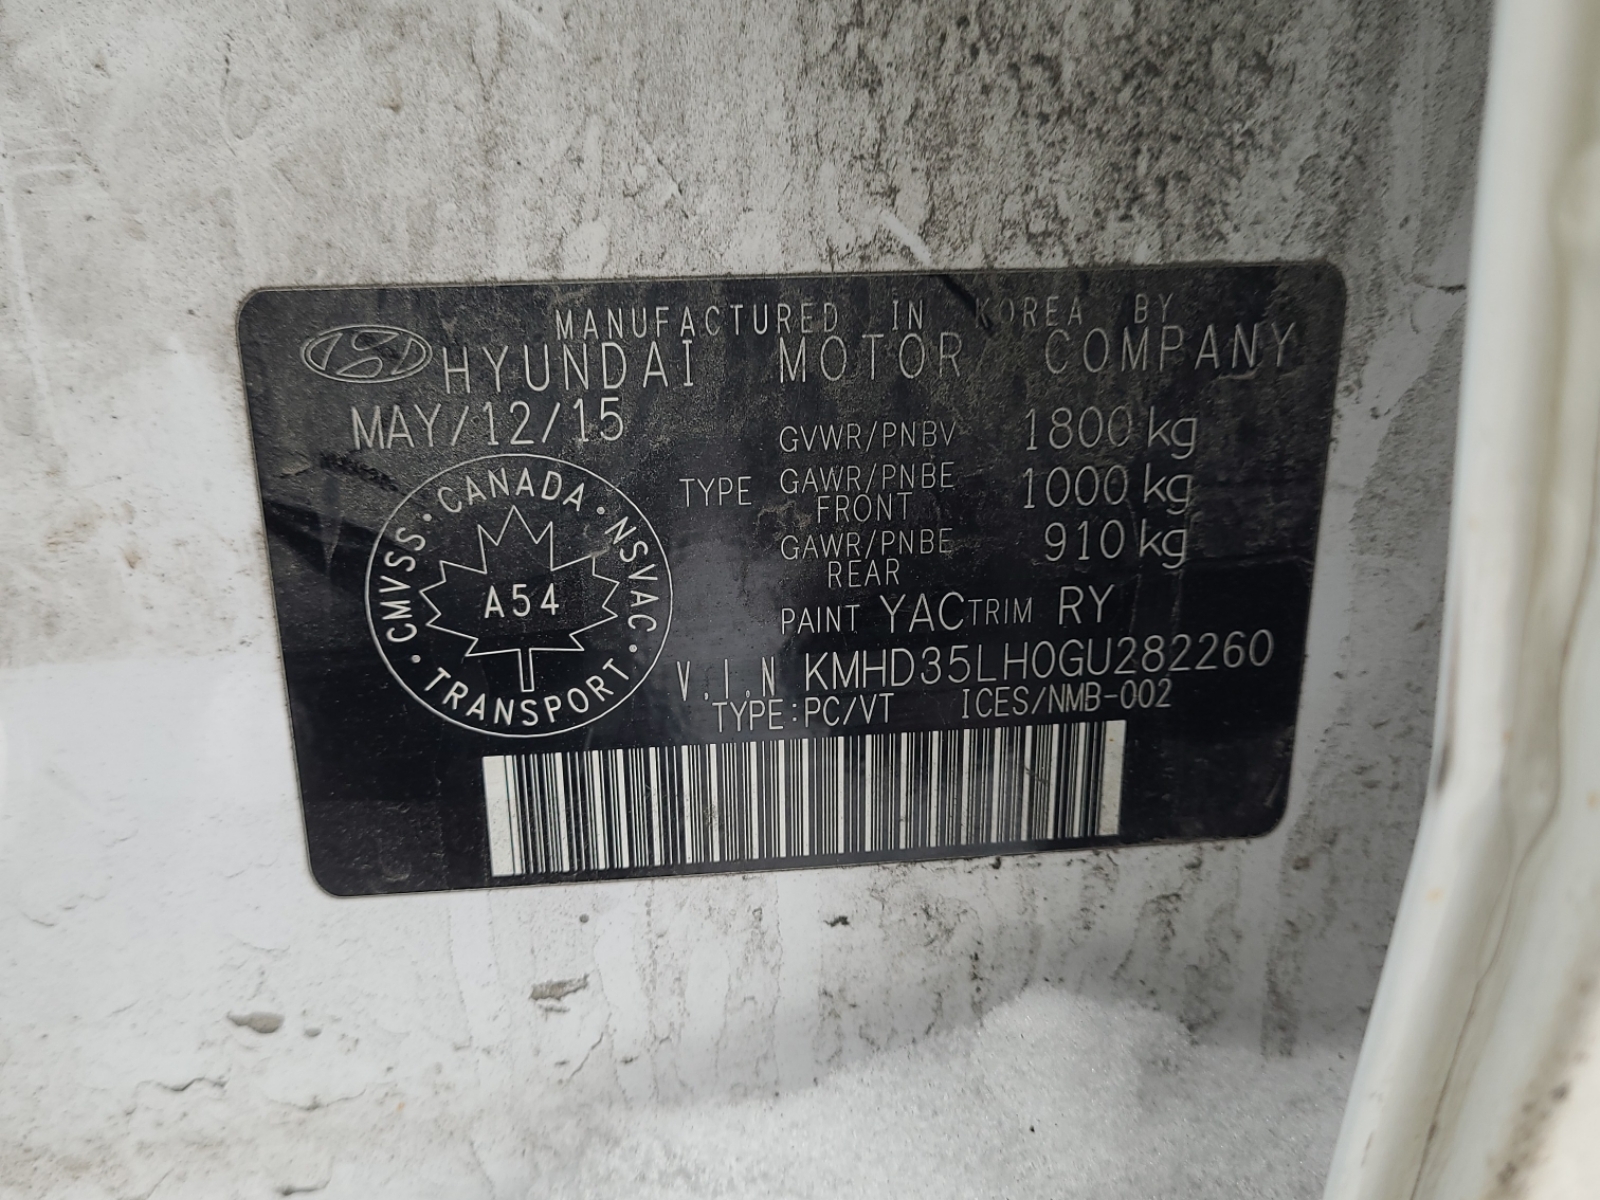 MANUFACTURED IN KOREA BY
HYUNDAI MOTOR COMPANY
MAY/12/15
GVWR/PNBV 1800 kg
TYPE GAWR/PNBE FRONT 1000 kg
GAWR/PNBE REAR 910 kg
PAINT YAC TRIM RY
V.I.N KMHD35LH0GU282260
TYPE:PC/VT ICES/NMB-002
CMVSS · CANADA · NSVAC · TRANSPORT ·
A54